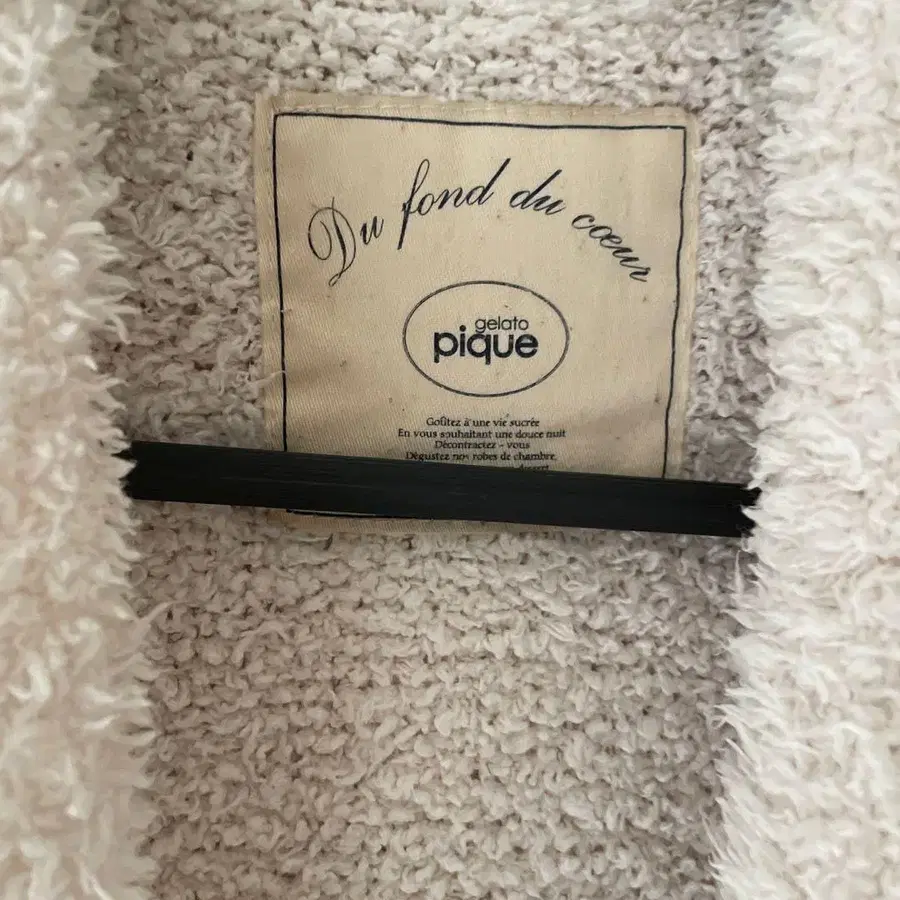 Du fond du cœur
gelato
pique
Goûtez à une vie sucrée
En vous souhaitant une douce nuit
Décontractez - vous
Dégustez nos robes de chambre,